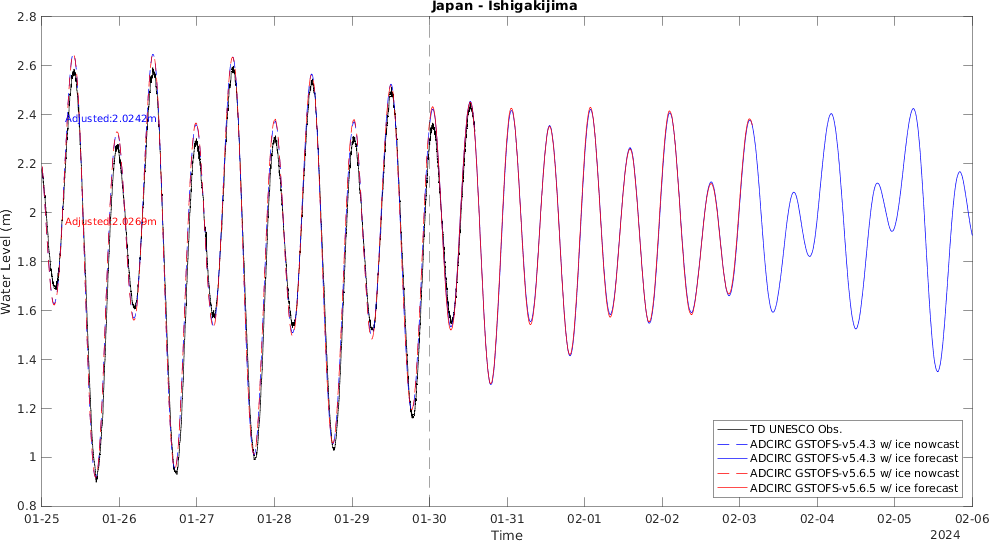 Japan - Ishigakijima
Water Level (m)
2.8
2.6
2.4
2.2
2
1.8
1.6
1.4
1.2
1
0.8
Adjusted:2.0242m
Adjusted:2.0269m
TD UNESCO Obs.
ADCIRC GSTOFS-v5.4.3 w/ ice nowcast
ADCIRC GSTOFS-v5.4.3 w/ ice forecast
ADCIRC GSTOFS-v5.6.5 w/ ice nowcast
ADCIRC GSTOFS-v5.6.5 w/ ice forecast
01-25 01-26 01-27 01-28 01-29 01-30 01-31 02-01 02-02 02-03 02-04 02-05 02-06
Time
2024